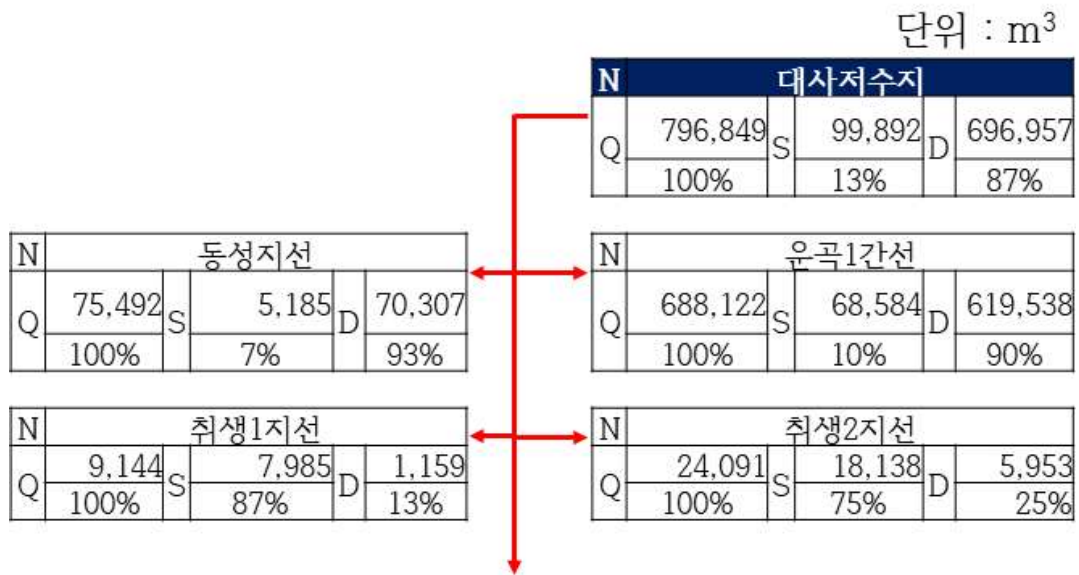 단위 : m³
N 대사저수지
Q 796,849 S 99,892 D 696,957
100% 13% 87%
N 동성지선
Q 75,492 S 5,185 D 70,307
100% 7% 93%
N 운곡1간선
Q 688,122 S 68,584 D 619,538
100% 10% 90%
N 취생1지선
Q 9,144 S 7,985 D 1,159
100% 87% 13%
N 취생2지선
Q 24,091 S 18,138 D 5,953
100% 75% 25%